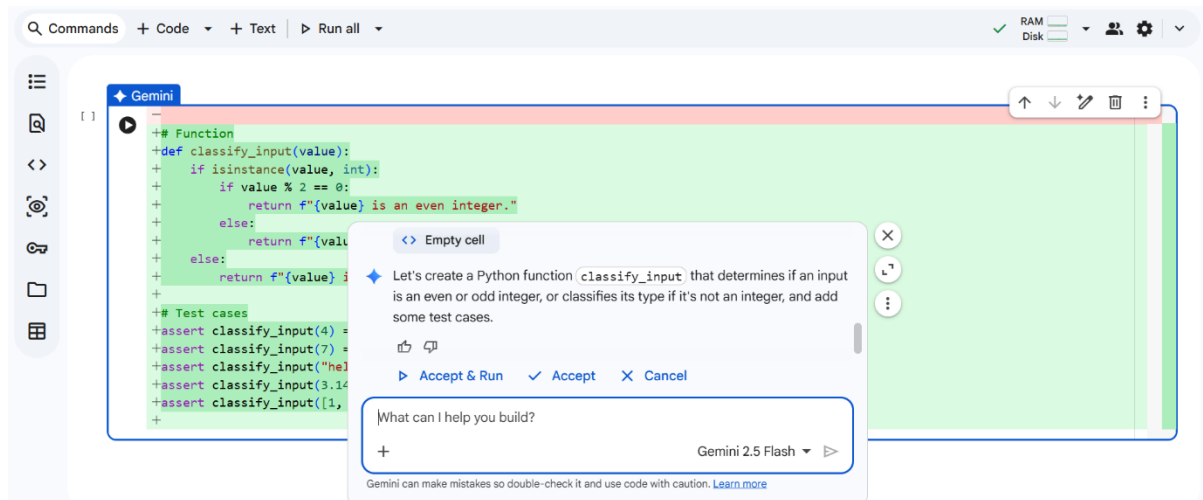 Commands + Code + Text Run all RAM
Disk
Gemini
[ ]
-
+# Function
+def classify_input(value):
+    if isinstance(value, int):
+        if value % 2 == 0:
+            return f"{value} is an even integer."
+        else:
+            return f"{valu
+    else:
+        return f"{value} i
+
+# Test cases
+assert classify_input(4) =
+assert classify_input(7) =
+assert classify_input("hel
+assert classify_input(3.14
+assert classify_input([1,
+
<> Empty cell
Let's create a Python function classify_input that determines if an input
is an even or odd integer, or classifies its type if it's not an integer, and add
some test cases.
Accept & Run Accept Cancel
What can I help you build?
+ Gemini 2.5 Flash
Gemini can make mistakes so double-check it and use code with caution. Learn more